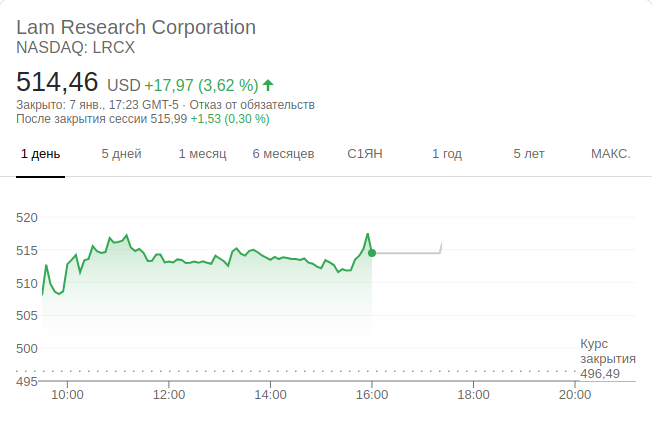 Lam Research Corporation
NASDAQ: LRCX
514,46 USD +17,97 (3,62 %)
Закрыто: 7 янв., 17:23 GMT-5 · Отказ от обязательств
После закрытия сессии 515,99 +1,53 (0,30 %)
1 день 5 дней 1 месяц 6 месяцев С1ЯН 1 год 5 лет МАКС.
520
515
510
505
500
Курс
закрытия
496,49
495
10:00 12:00 14:00 16:00 18:00 20:00